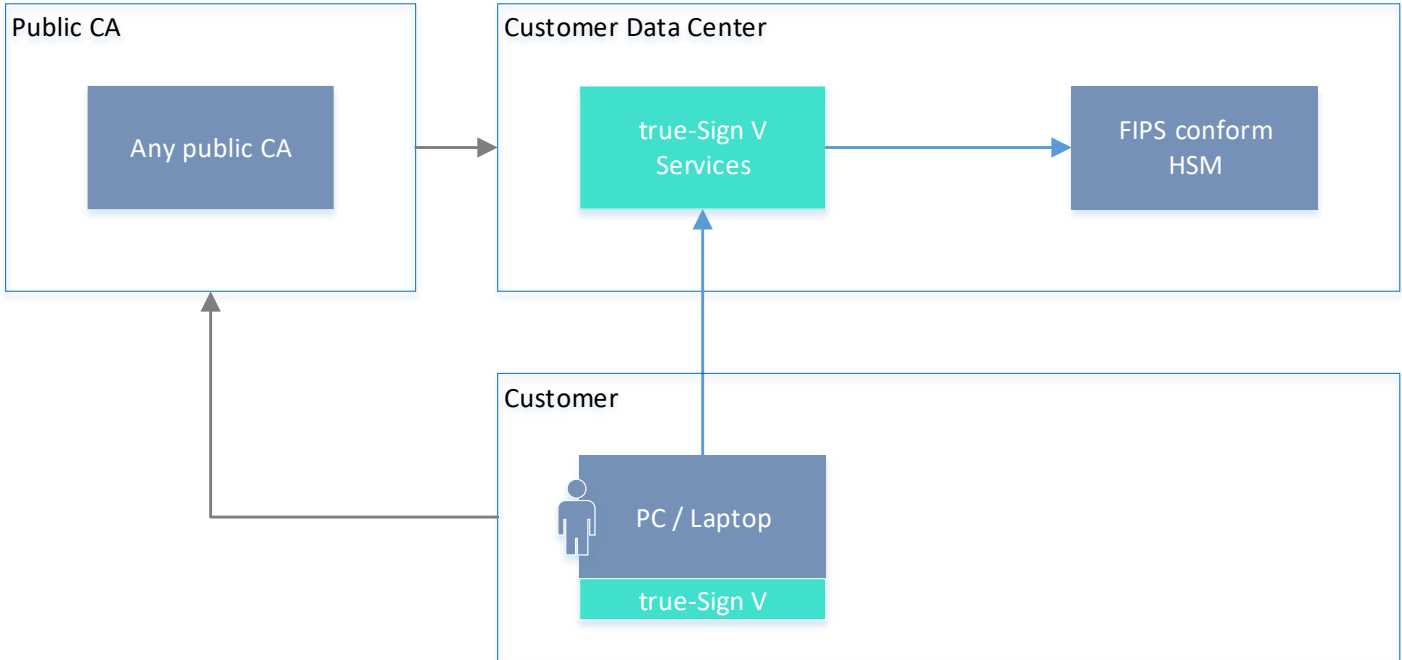 Public CA
Customer Data Center
Any public CA
true-Sign V
Services
FIPS conform
HSM
Customer
PC / Laptop
true-Sign V